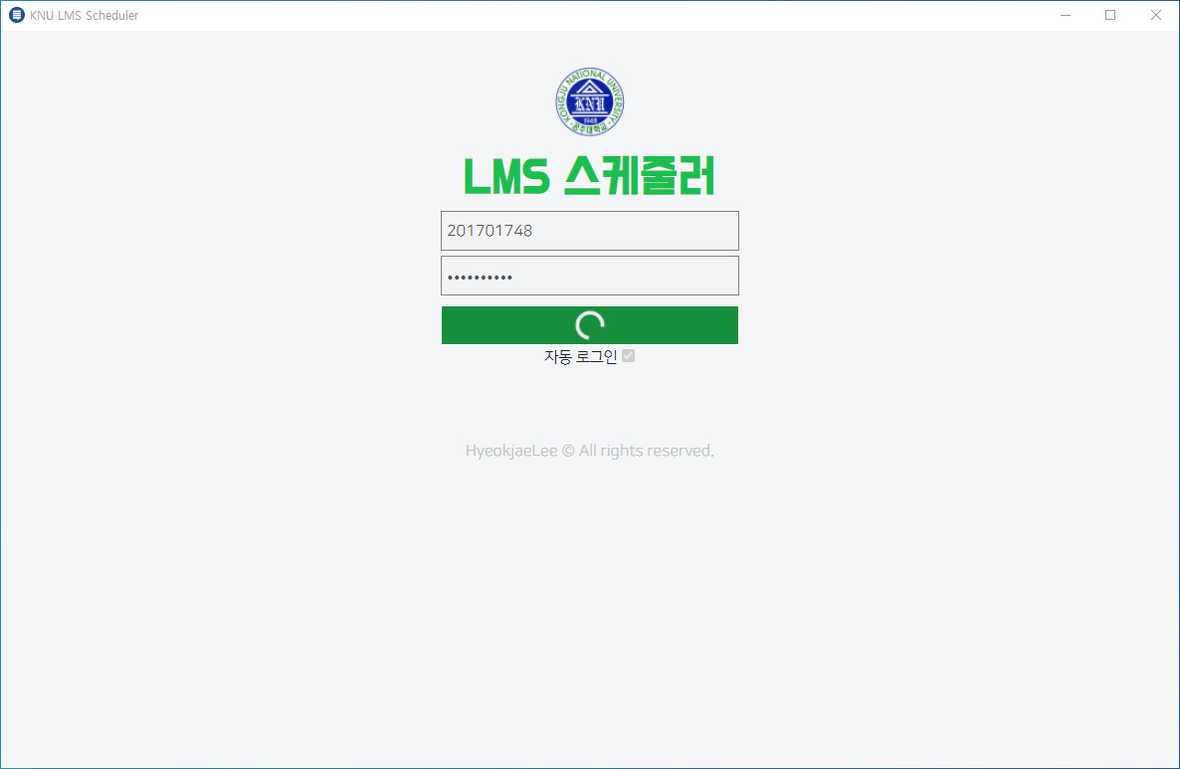 KNU LMS Scheduler
KONGJU NATIONAL UNIVERSITY
KNU
1948
공주대학교
LMS 스케줄러
201701748
••••••••••
자동 로그인
HyeokjaeLee © All rights reserved.